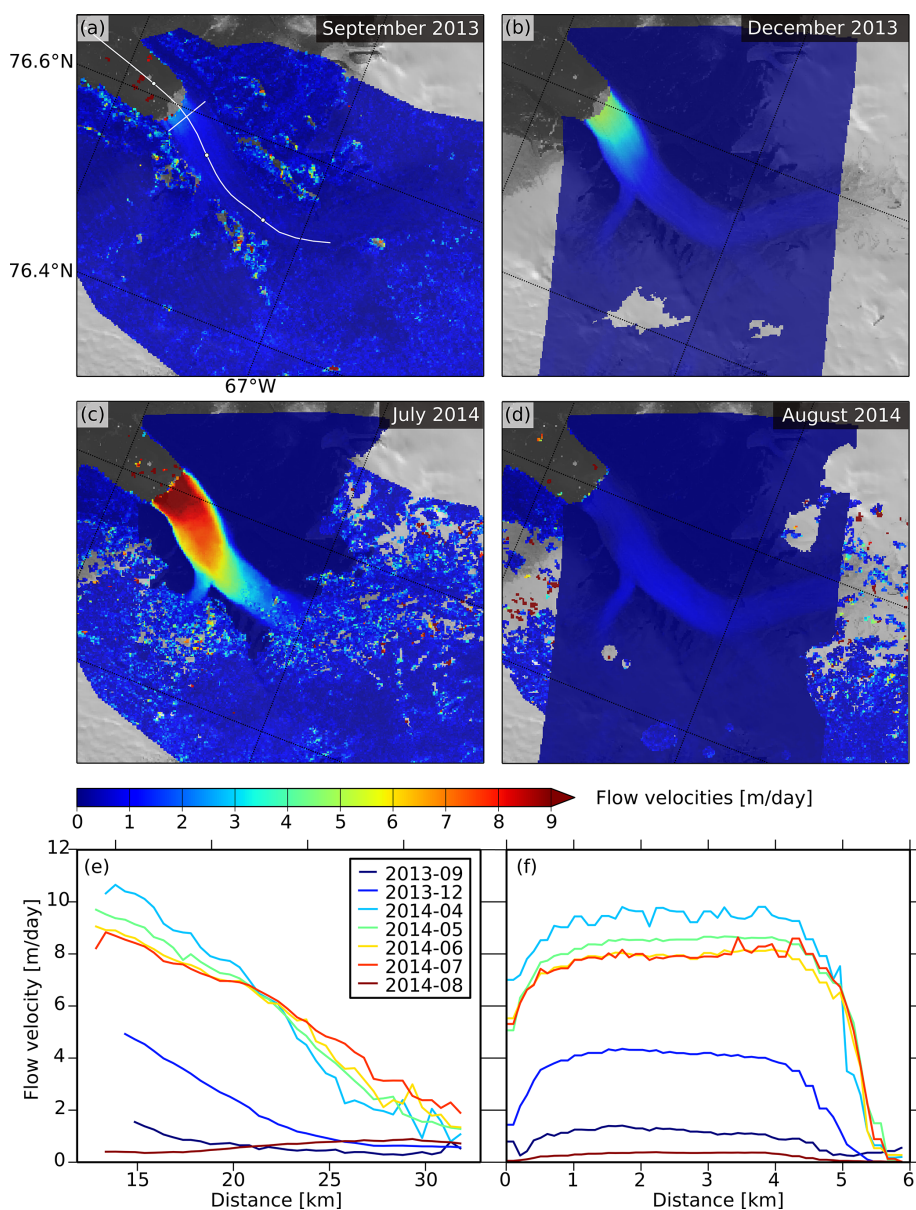 (a) September 2013
(b) December 2013
76.6°N
76.4°N
67°W
(c) July 2014
(d) August 2014
0 1 2 3 4 5 6 7 8 9
Flow velocities [m/day]
(e)
2013-09
2013-12
2014-04
2014-05
2014-06
2014-07
2014-08
(f)
12
10
8
6
4
2
0
Flow velocity [m/day]
15 20 25 30
Distance [km]
0 1 2 3 4 5 6
Distance [km]